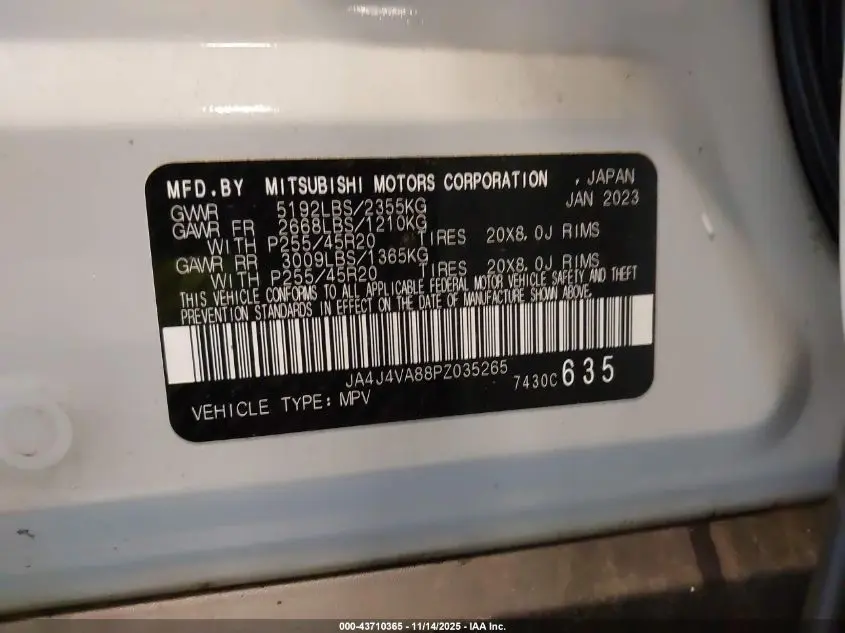 MFD.BY MITSUBISHI MOTORS CORPORATION , JAPAN
JAN 2023
GVWR 5192LBS/2355KG
GAWR FR 2668LBS/1210KG
WITH P255/45R20 TIRES 20X8.0J RIMS
GAWR RR 3009LBS/1365KG
WITH P255/45R20 TIRES 20X8.0J RIMS
THIS VEHICLE CONFORMS TO ALL APPLICABLE FEDERAL MOTOR VEHICLE SAFETY AND THEFT
PREVENTION STANDARDS IN EFFECT ON THE DATE OF MANUFACTURE SHOWN ABOVE.
JA4J4VA88PZ035265
7430C 635
VEHICLE TYPE: MPV
000-43710365 - 11/14/2025 - IAA Inc.